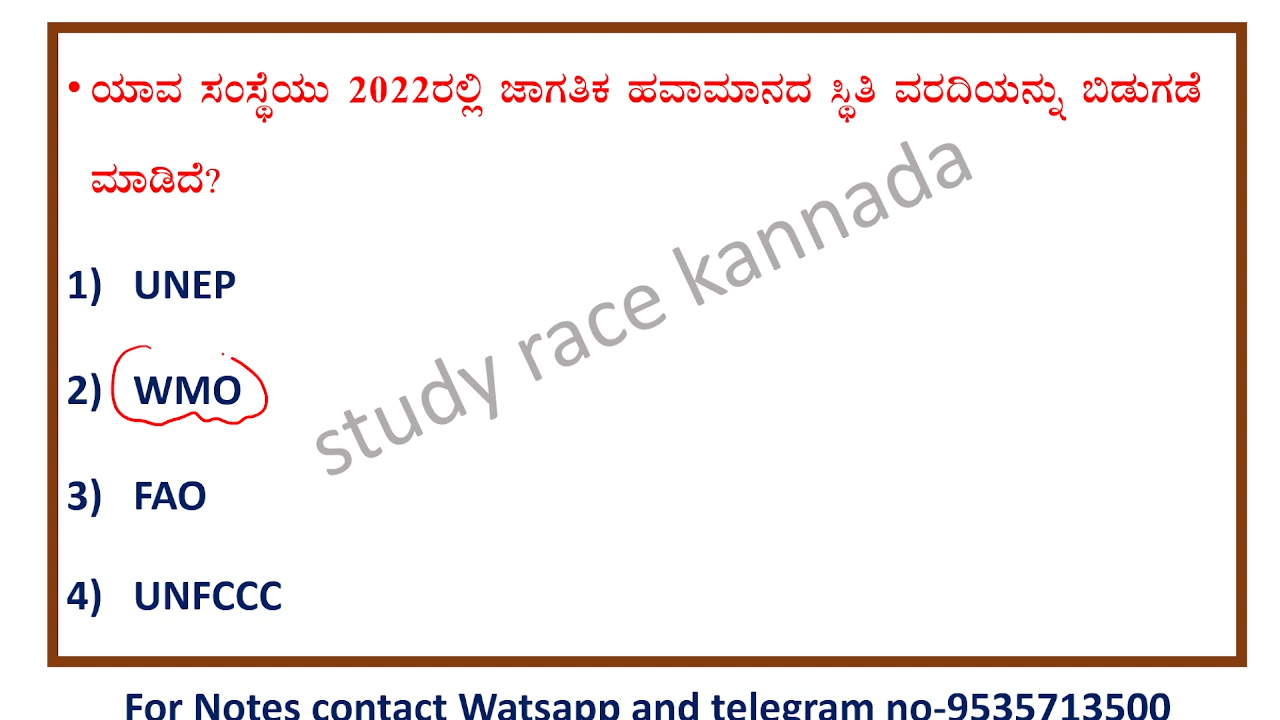 • ಯಾವ ಸಂಸ್ಥೆಯು 2022ರಲ್ಲಿ ಜಾಗತಿಕ ಹವಾಮಾನದ ಸ್ಥಿತಿ ವರದಿಯನ್ನು ಬಿಡುಗಡೆ
ಮಾಡಿದೆ?
1) UNEP
2) WMO
study race kannada
3) FAO
4) UNFCCC
For Notes contact Watsapp and telegram no-9535713500